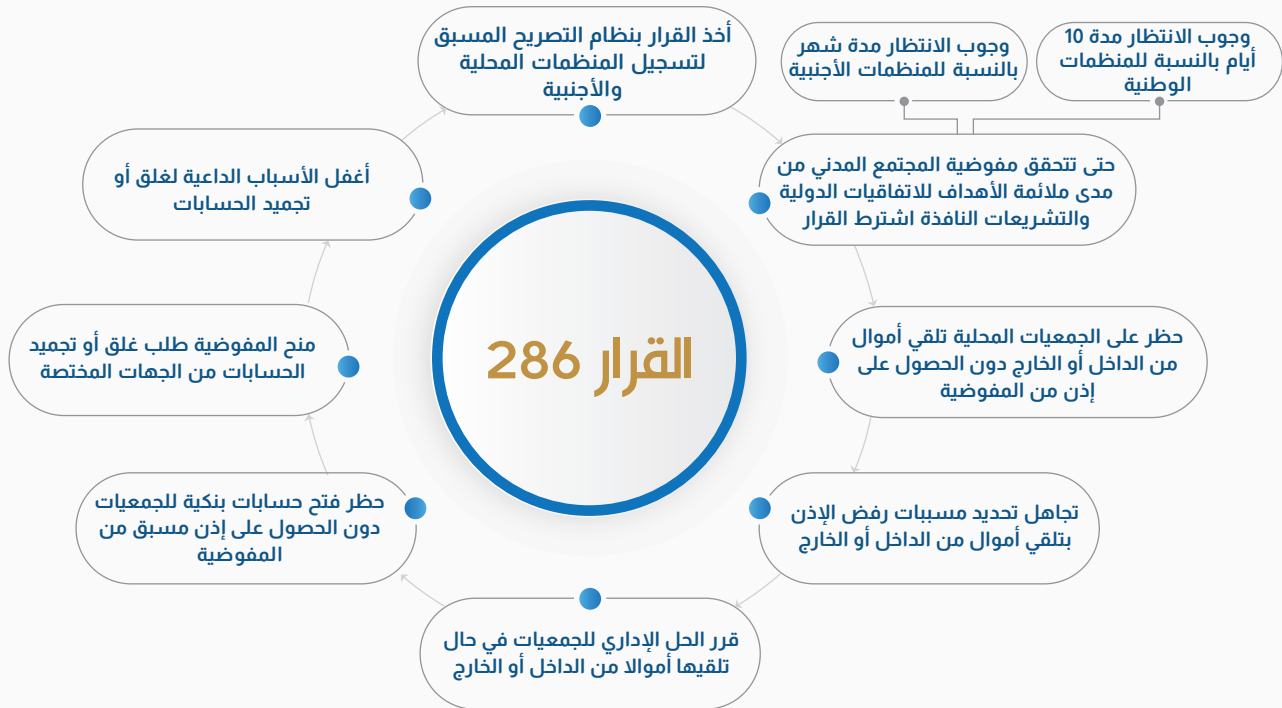 أخذ القرار بنظام التصريح المسبق
لتسجيل المنظمات المحلية
والأجنبية
وجوب الانتظار مدة شهر
بالنسبة للمنظمات الأجنبية
وجوب الانتظار مدة 10
أيام بالنسبة للمنظمات
الوطنية
حتى تتحقق مفوضية المجتمع المدني من
مدى ملائمة الأهداف للاتفاقيات الدولية
والتشريعات النافذة اشترط القرار
حظر على الجمعيات المحلية تلقي أموال
من الداخل أو الخارج دون الحصول على
إذن من المفوضية
تجاهل تحديد مسببات رفض الإذن
بتلقي أموال من الداخل أو الخارج
قرر الحل الإداري للجمعيات في حال
تلقيها أموالا من الداخل أو الخارج
حظر فتح حسابات بنكية للجمعيات
دون الحصول على إذن مسبق من
المفوضية
منح المفوضية طلب غلق أو تجميد
الحسابات من الجهات المختصة
أغفل الأسباب الداعية لغلق أو
تجميد الحسابات
القرار 286